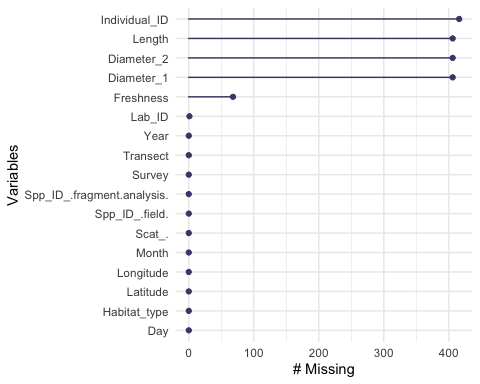 Individual_ID
Length
Diameter_2
Diameter_1
Freshness
Lab_ID
Year
Transect
Survey
Spp_ID_.fragment.analysis.
Spp_ID_.field.
Scat_.
Month
Longitude
Latitude
Habitat_type
Day
Variables
0 100 200 300 400
# Missing